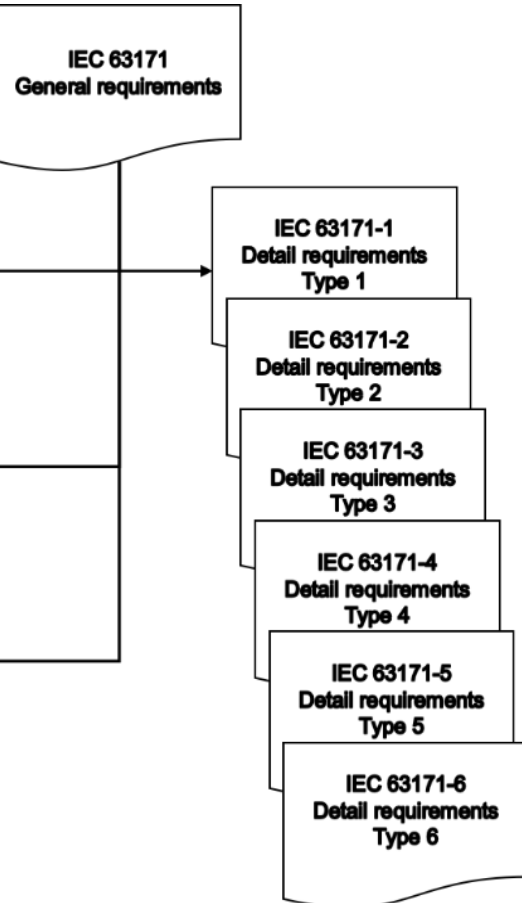 IEC 63171
General requirements
IEC 63171-1
Detail requirements
Type 1
IEC 63171-2
Detail requirements
Type 2
IEC 63171-3
Detail requirements
Type 3
IEC 63171-4
Detail requirements
Type 4
IEC 63171-5
Detail requirements
Type 5
IEC 63171-6
Detail requirements
Type 6